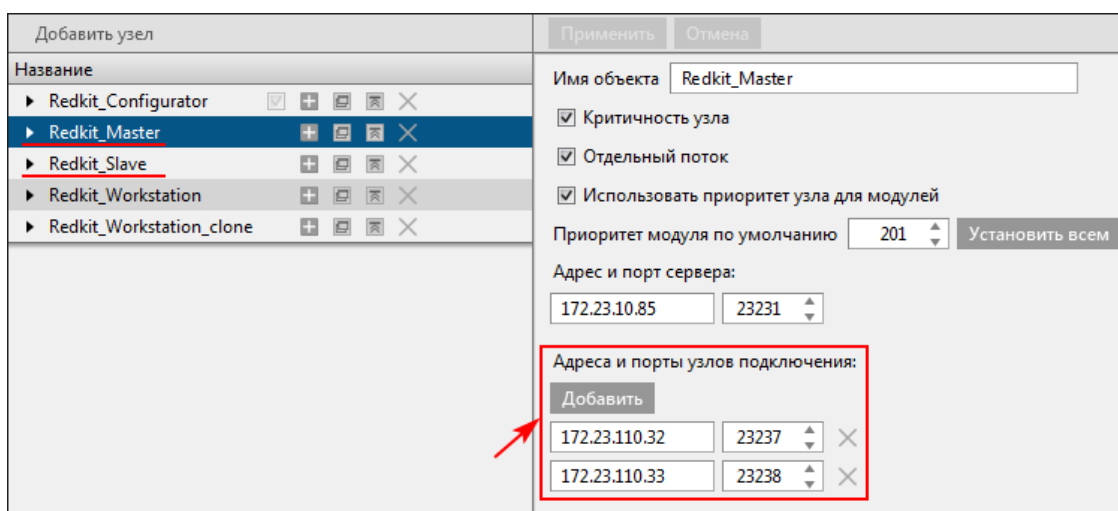 Добавить узел
Применить Отмена
Название
Redkit_Configurator
Redkit_Master
Redkit_Slave
Redkit_Workstation
Redkit_Workstation_clone
Имя объекта Redkit_Master
Критичность узла
Отдельный поток
Использовать приоритет узла для модулей
Приоритет модуля по умолчанию 201 Установить всем
Адрес и порт сервера:
172.23.10.85 23231
Адреса и порты узлов подключения:
Добавить
172.23.110.32 23237
172.23.110.33 23238